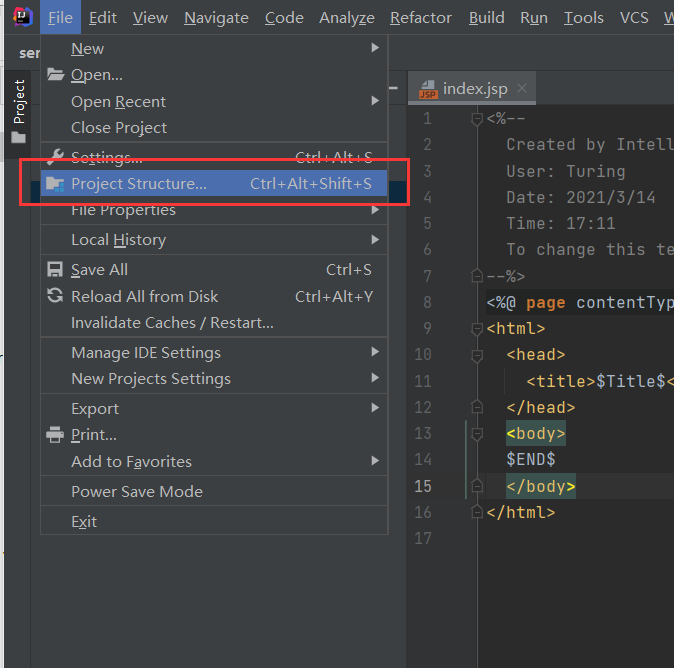 File Edit View Navigate Code Analyze Refactor Build Run Tools VCS
ser
Project
New
Open...
Open Recent
Close Project
Settings... Ctrl+Alt+S
Project Structure... Ctrl+Alt+Shift+S
File Properties
Local History
Save All Ctrl+S
Reload All from Disk Ctrl+Alt+Y
Invalidate Caches / Restart...
Manage IDE Settings
New Projects Settings
Export
Print...
Add to Favorites
Power Save Mode
Exit
index.jsp
1 <%--
2 Created by Intell
3 User: Turing
4 Date: 2021/3/14
5 Time: 17:11
6 To change this te
7 --%>
8 <%@ page contentTyp
9 <html>
10 <head>
11 <title>$Title$<
12 </head>
13 <body>
14 $END$
15 </body>
16 </html>
17